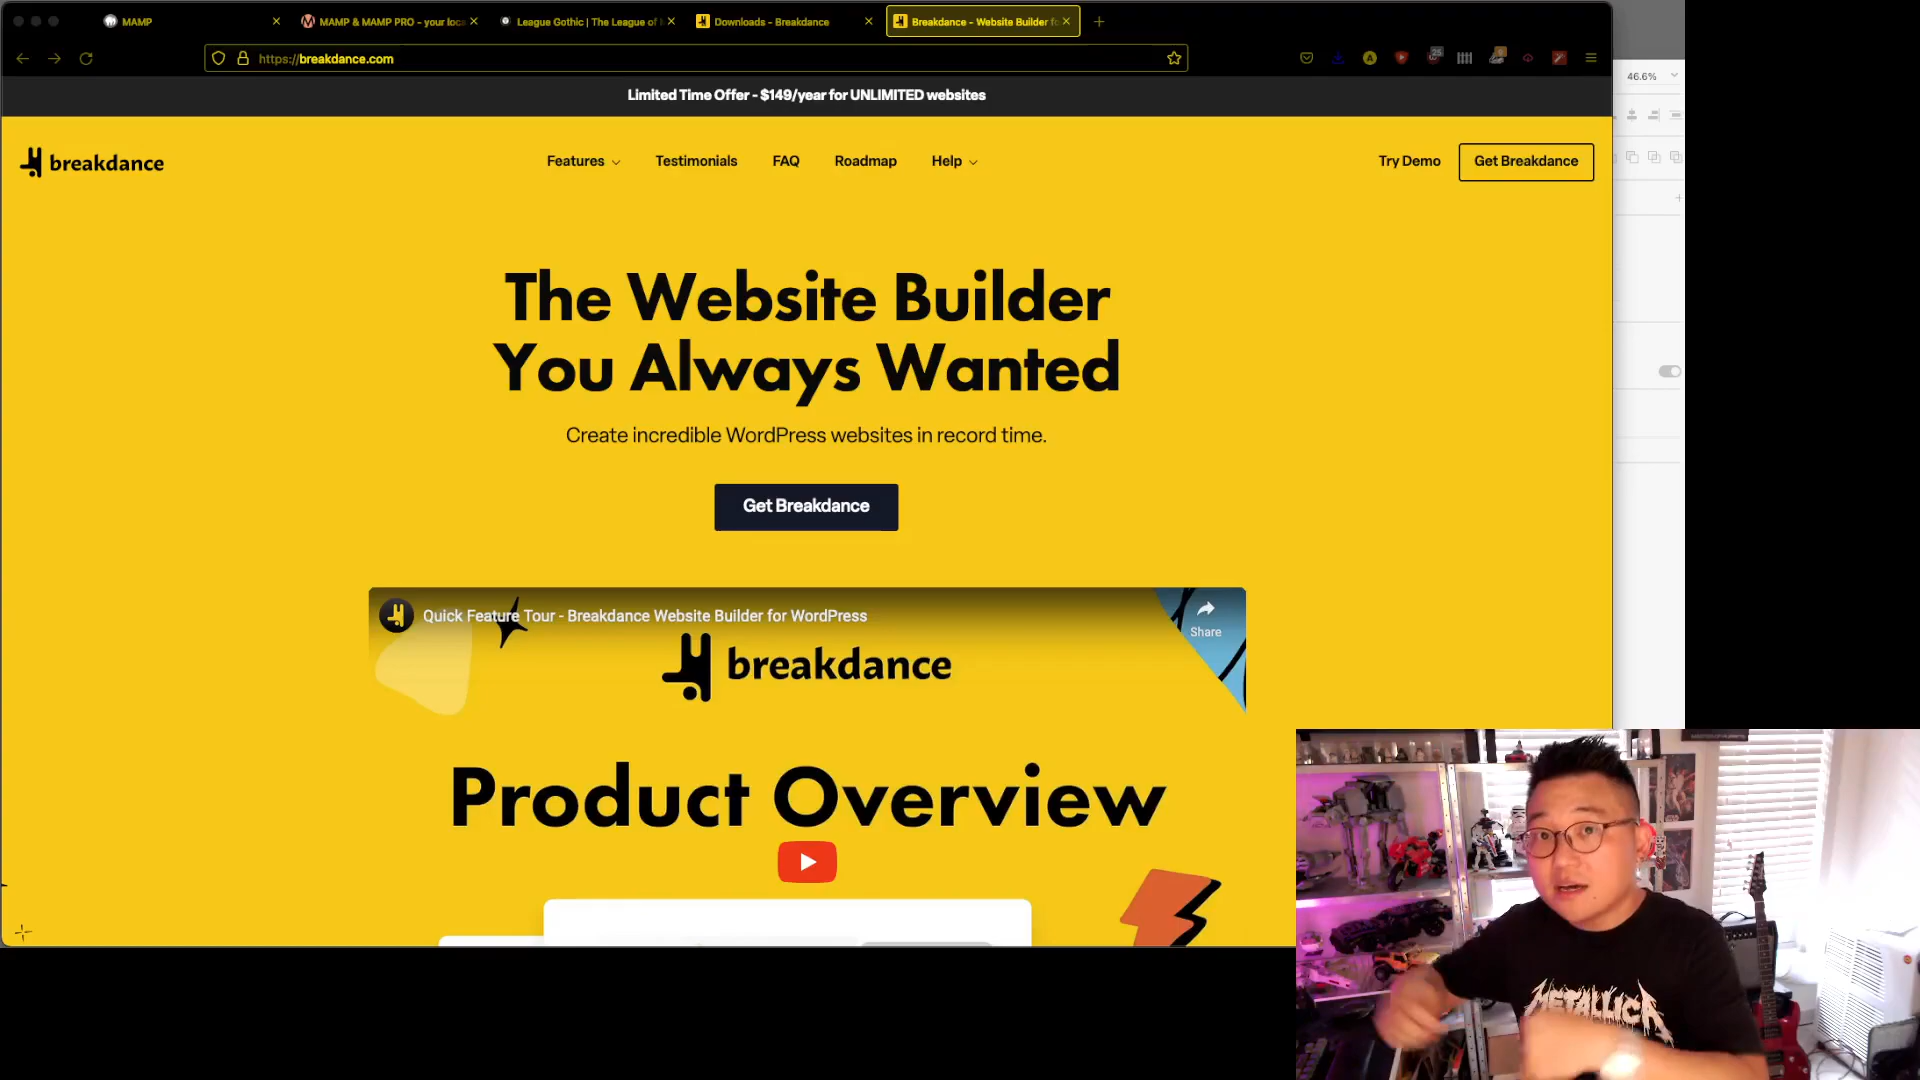 MAMP
MAMP & MAMP PRO - your loca
League Gothic | The League of
Downloads - Breakdance
Breakdance - Website Builder fo
https://breakdance.com
25
46.6%
Limited Time Offer - $149/year for UNLIMITED websites
breakdance
Features
Testimonials
FAQ
Roadmap
Help
Try Demo
Get Breakdance
The Website Builder
You Always Wanted
Create incredible WordPress websites in record time.
Get Breakdance
Quick Feature Tour - Breakdance Website Builder for WordPress
Share
breakdance
Product Overview
METALLICA